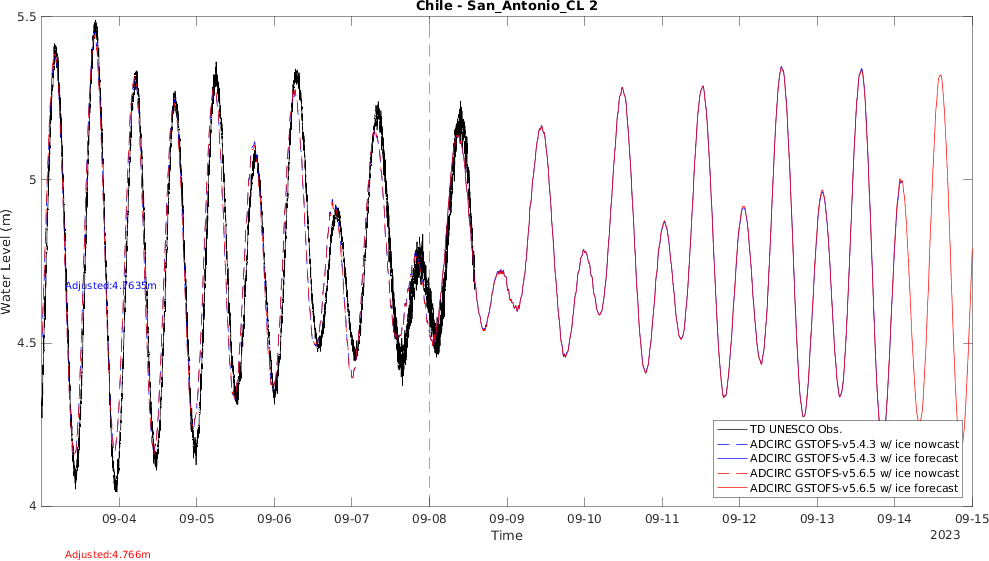 Chile - San_Antonio_CL 2
5.5
5
4.5
4
Water Level (m)
Adjusted:4.7635m
TD UNESCO Obs.
ADCIRC GSTOFS-v5.4.3 w/ ice nowcast
ADCIRC GSTOFS-v5.4.3 w/ ice forecast
ADCIRC GSTOFS-v5.6.5 w/ ice nowcast
ADCIRC GSTOFS-v5.6.5 w/ ice forecast
09-04 09-05 09-06 09-07 09-08 09-09 09-10 09-11 09-12 09-13 09-14 09-15
Time
2023
Adjusted:4.766m